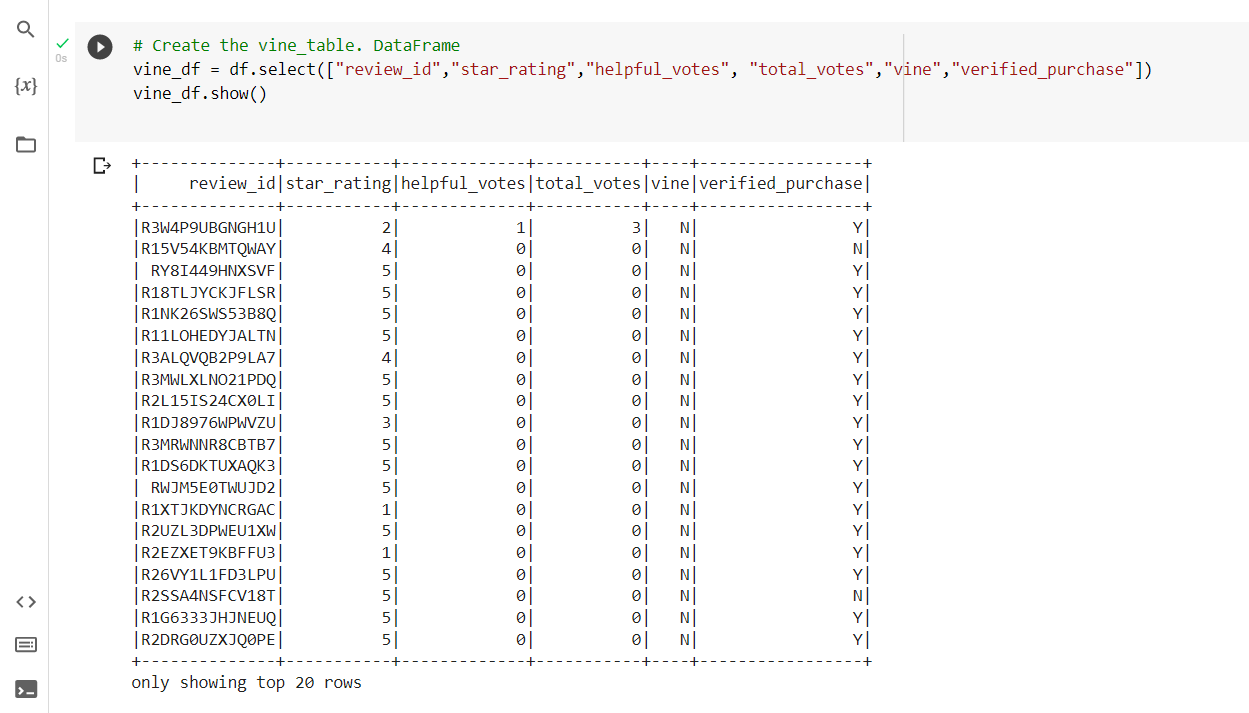 # Create the vine_table. DataFrame
{x}
0s
vine_df = df.select(["review_id","star_rating","helpful_votes", "total_votes","vine","verified_purchase"])
vine_df.show()
+--------------+-----------+-------------+-----------+----+-----------------+
|     review_id|star_rating|helpful_votes|total_votes|vine|verified_purchase|
+--------------+-----------+-------------+-----------+----+-----------------+
|R3W4P9UBGNGH1U|          2|            1|          3|   N|                Y|
|R15V54KBMTQWAY|          4|            0|          0|   N|                N|
| RY8I449HNXSVF|          5|            0|          0|   N|                Y|
|R18TLJYCKJFLSR|          5|            0|          0|   N|                Y|
|R1NK26SWS53B8Q|          5|            0|          0|   N|                Y|
|R11LOHEDYJALTN|          5|            0|          0|   N|                Y|
|R3ALQVQB2P9LA7|          4|            0|          0|   N|                Y|
|R3MWLXLNO21PDQ|          5|            0|          0|   N|                Y|
|R2L15IS24CX0LI|          5|            0|          0|   N|                Y|
|R1DJ8976WPWVZU|          3|            0|          0|   N|                Y|
|R3MRWNNR8CBTB7|          5|            0|          0|   N|                Y|
|R1DS6DKTUXAQK3|          5|            0|          0|   N|                Y|
| RWJM5E0TWUJD2|          5|            0|          0|   N|                Y|
|R1XTJKDYNCRGAC|          1|            0|          0|   N|                Y|
|R2UZL3DPWEU1XW|          5|            0|          0|   N|                Y|
|R2EZXET9KBFFU3|          1|            0|          0|   N|                Y|
|R26VY1L1FD3LPU|          5|            0|          0|   N|                Y|
|R2SSA4NSFCV18T|          5|            0|          0|   N|                N|
|R1G6333JHJNEUQ|          5|            0|          0|   N|                Y|
|R2DRG0UZXJQ0PE|          5|            0|          0|   N|                Y|
+--------------+-----------+-------------+-----------+----+-----------------+
only showing top 20 rows